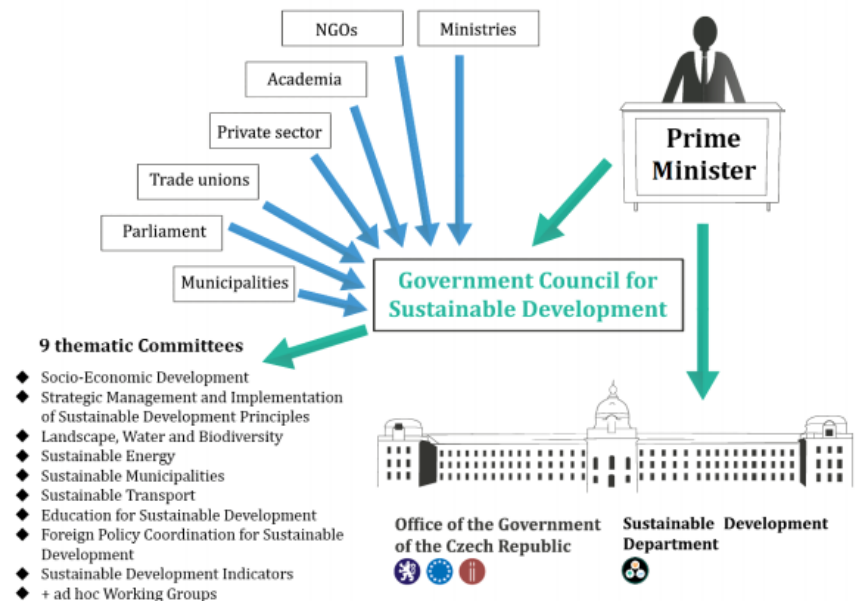 NGOs
Ministries
Academia
Private sector
Trade unions
Parliament
Municipalities
Prime
Minister
Government Council for
Sustainable Development
9 thematic Committees
◆ Socio-Economic Development
◆ Strategic Management and Implementation
of Sustainable Development Principles
◆ Landscape, Water and Biodiversity
◆ Sustainable Energy
◆ Sustainable Municipalities
◆ Sustainable Transport
◆ Education for Sustainable Development
◆ Foreign Policy Coordination for Sustainable
Development
◆ Sustainable Development Indicators
◆ + ad hoc Working Groups
Office of the Government
of the Czech Republic
Sustainable Development
Department